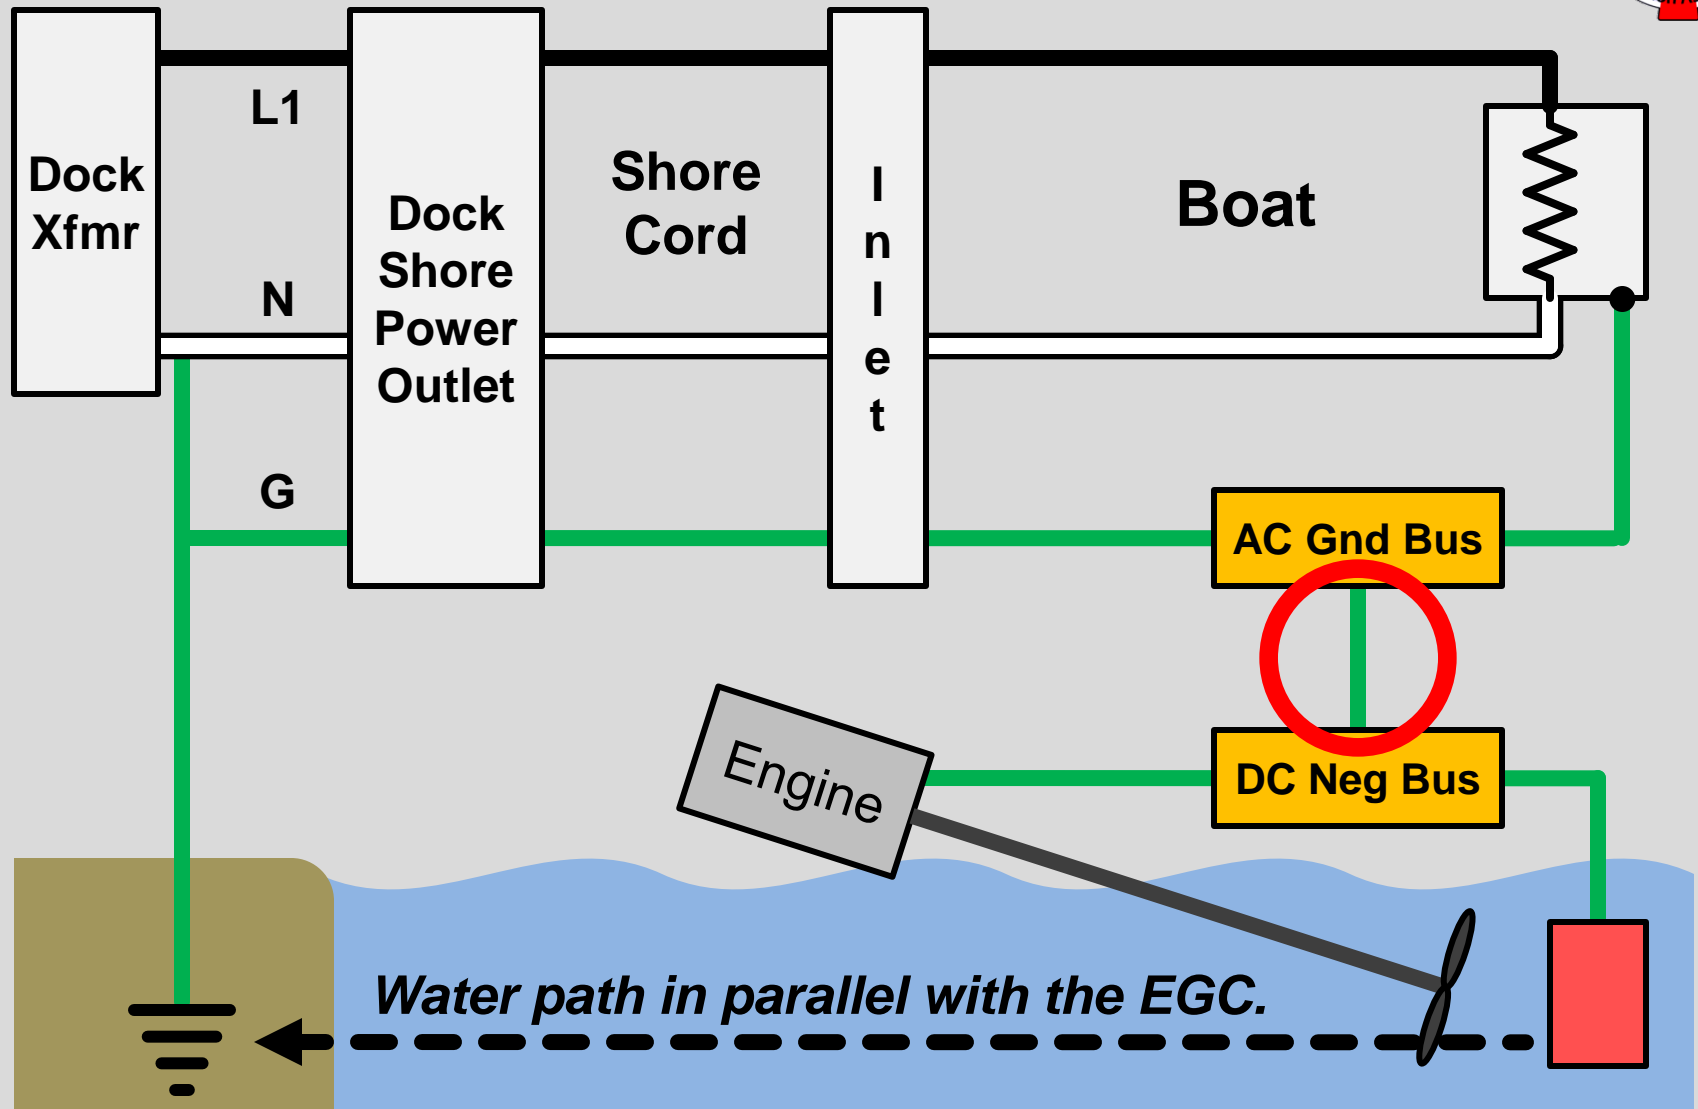 Dock
Xfmr
L1
N
G
Dock
Shore
Power
Outlet
Shore
Cord
I
n
l
e
t
Boat
AC Gnd Bus
DC Neg Bus
Engine
Water path in parallel with the EGC.